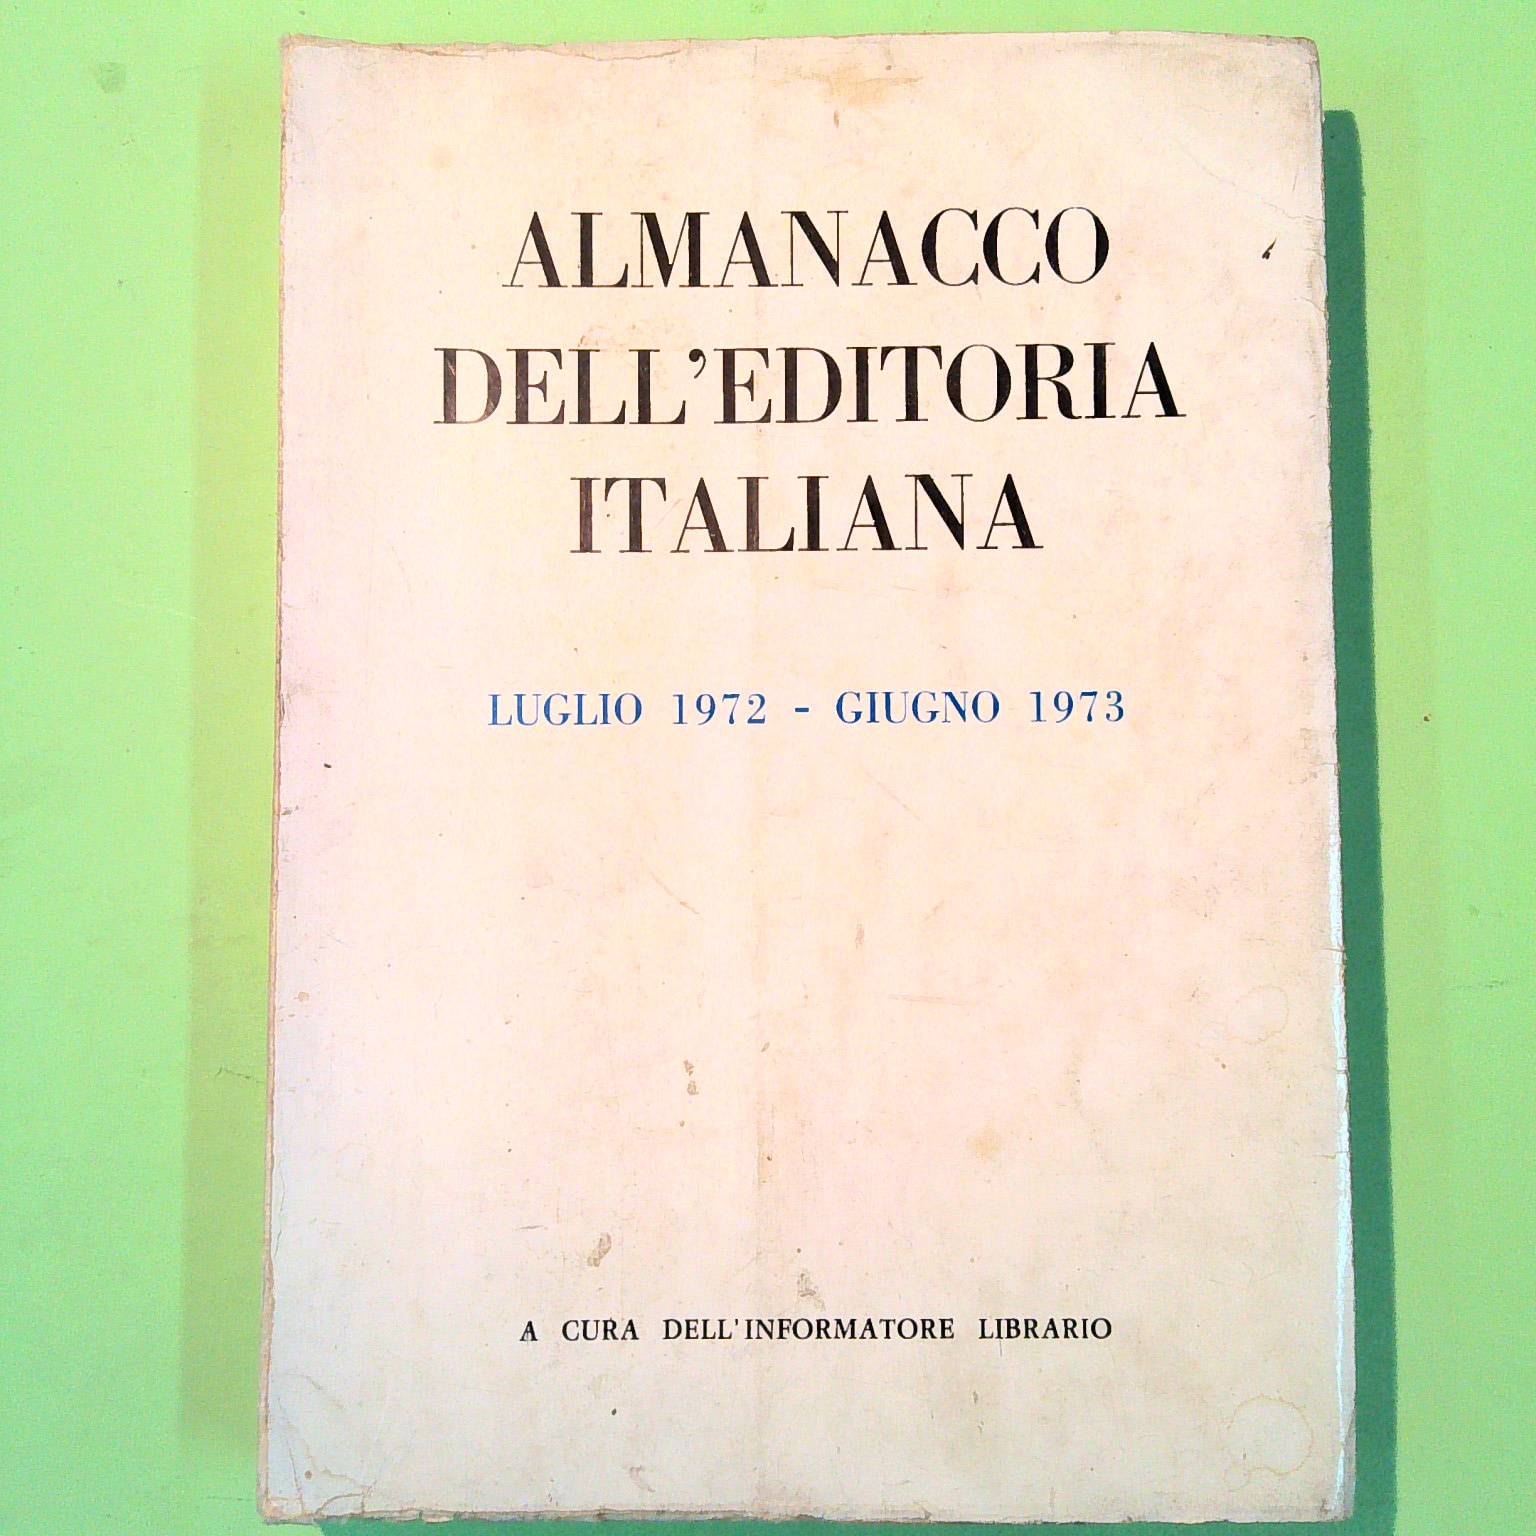 ALMANACCO
DELL'EDITORIA
ITALIANA
LUGLIO 1972 - GIUGNO 1973
A CURA DELL'INFORMATORE LIBRARIO